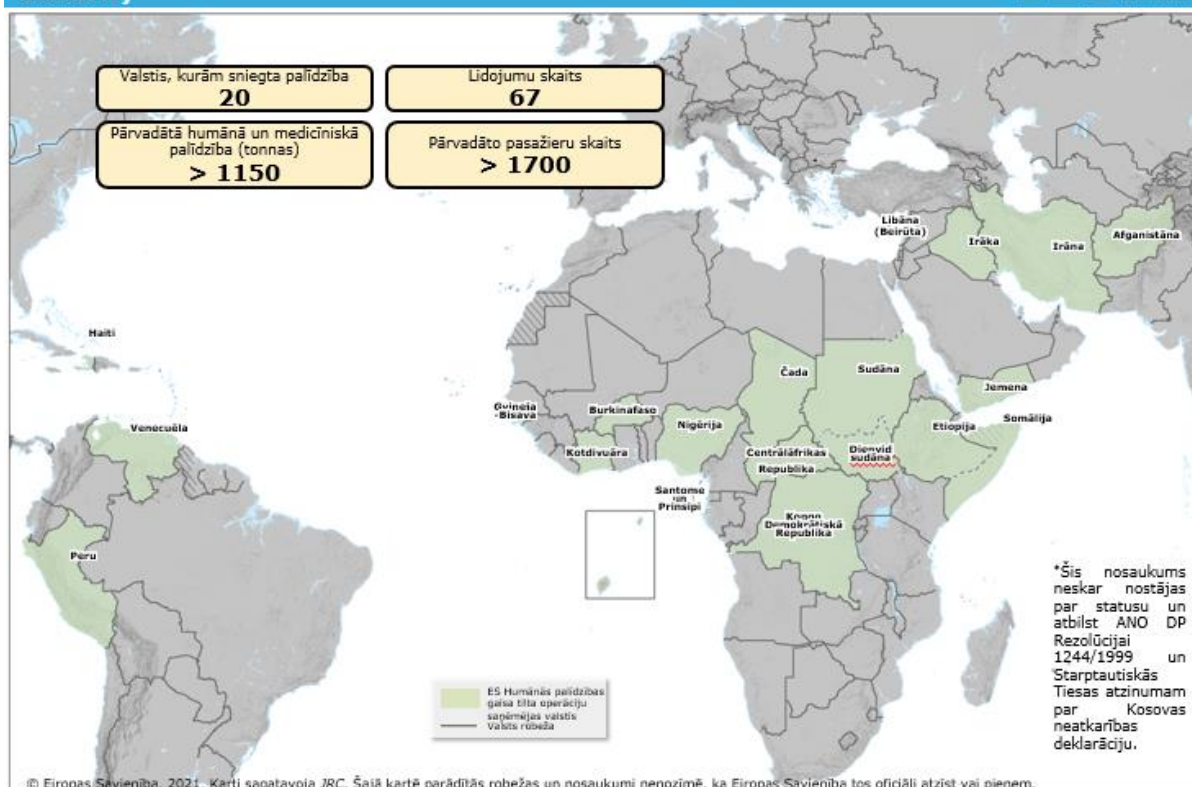 Valstis, kurām sniegta palīdzība
20
Lidojumu skaits
67
Pārvadātā humānā un medicīniskā
palīdzība (tonnas)
> 1150
Pārvadāto pasažieru skaits
> 1700
Libāna
(Beirūta)
Irāka
Irāna
Afganistāna
Haiti
Čada
Sudāna
Jemena
Gvineja
-Bisava
Burkinafaso
Nigērija
Etiopija
Somālija
Venecuēla
Kotdivuāra
Centrālāfrikas
Republika
Dienvid
sudāna
Santome
un
Prinsipi
Kongo
Demokrātiskā
Republika
Peru
*Šis nosaukums
neskar nostājas
par statusu un
atbilst ANO DP
Rezolūcijai
1244/1999 un
Starptautiskās
Tiesas atzinumam
par Kosovas
neatkarības
deklarāciju.
ES Humānās palīdzības
gaisa tilta operāciju
saņēmējas valstis
Valsts robeža
© Eiropas Savienība, 2021. Karti sagatavoja JRC. Šajā kartē parādītās robežas un nosaukumi nenozīmē, ka Eiropas Savienība tos oficiāli atzīst vai pieņem.